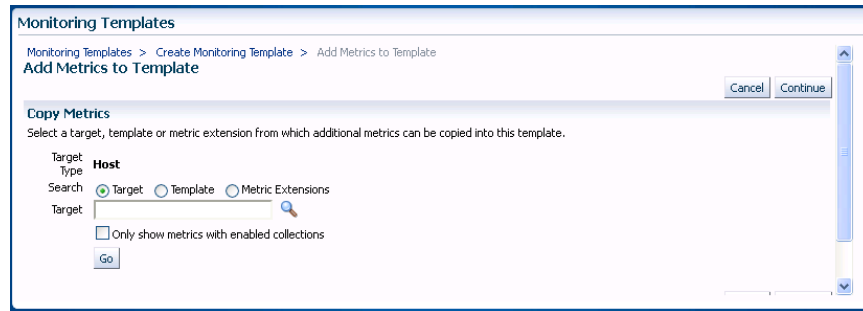 Monitoring Templates
Monitoring Templates > Create Monitoring Template > Add Metrics to Template
Add Metrics to Template
Cancel Continue
Copy Metrics
Select a target, template or metric extension from which additional metrics can be copied into this template.
Target Type Host
Search Target Template Metric Extensions
Target
Only show metrics with enabled collections
Go